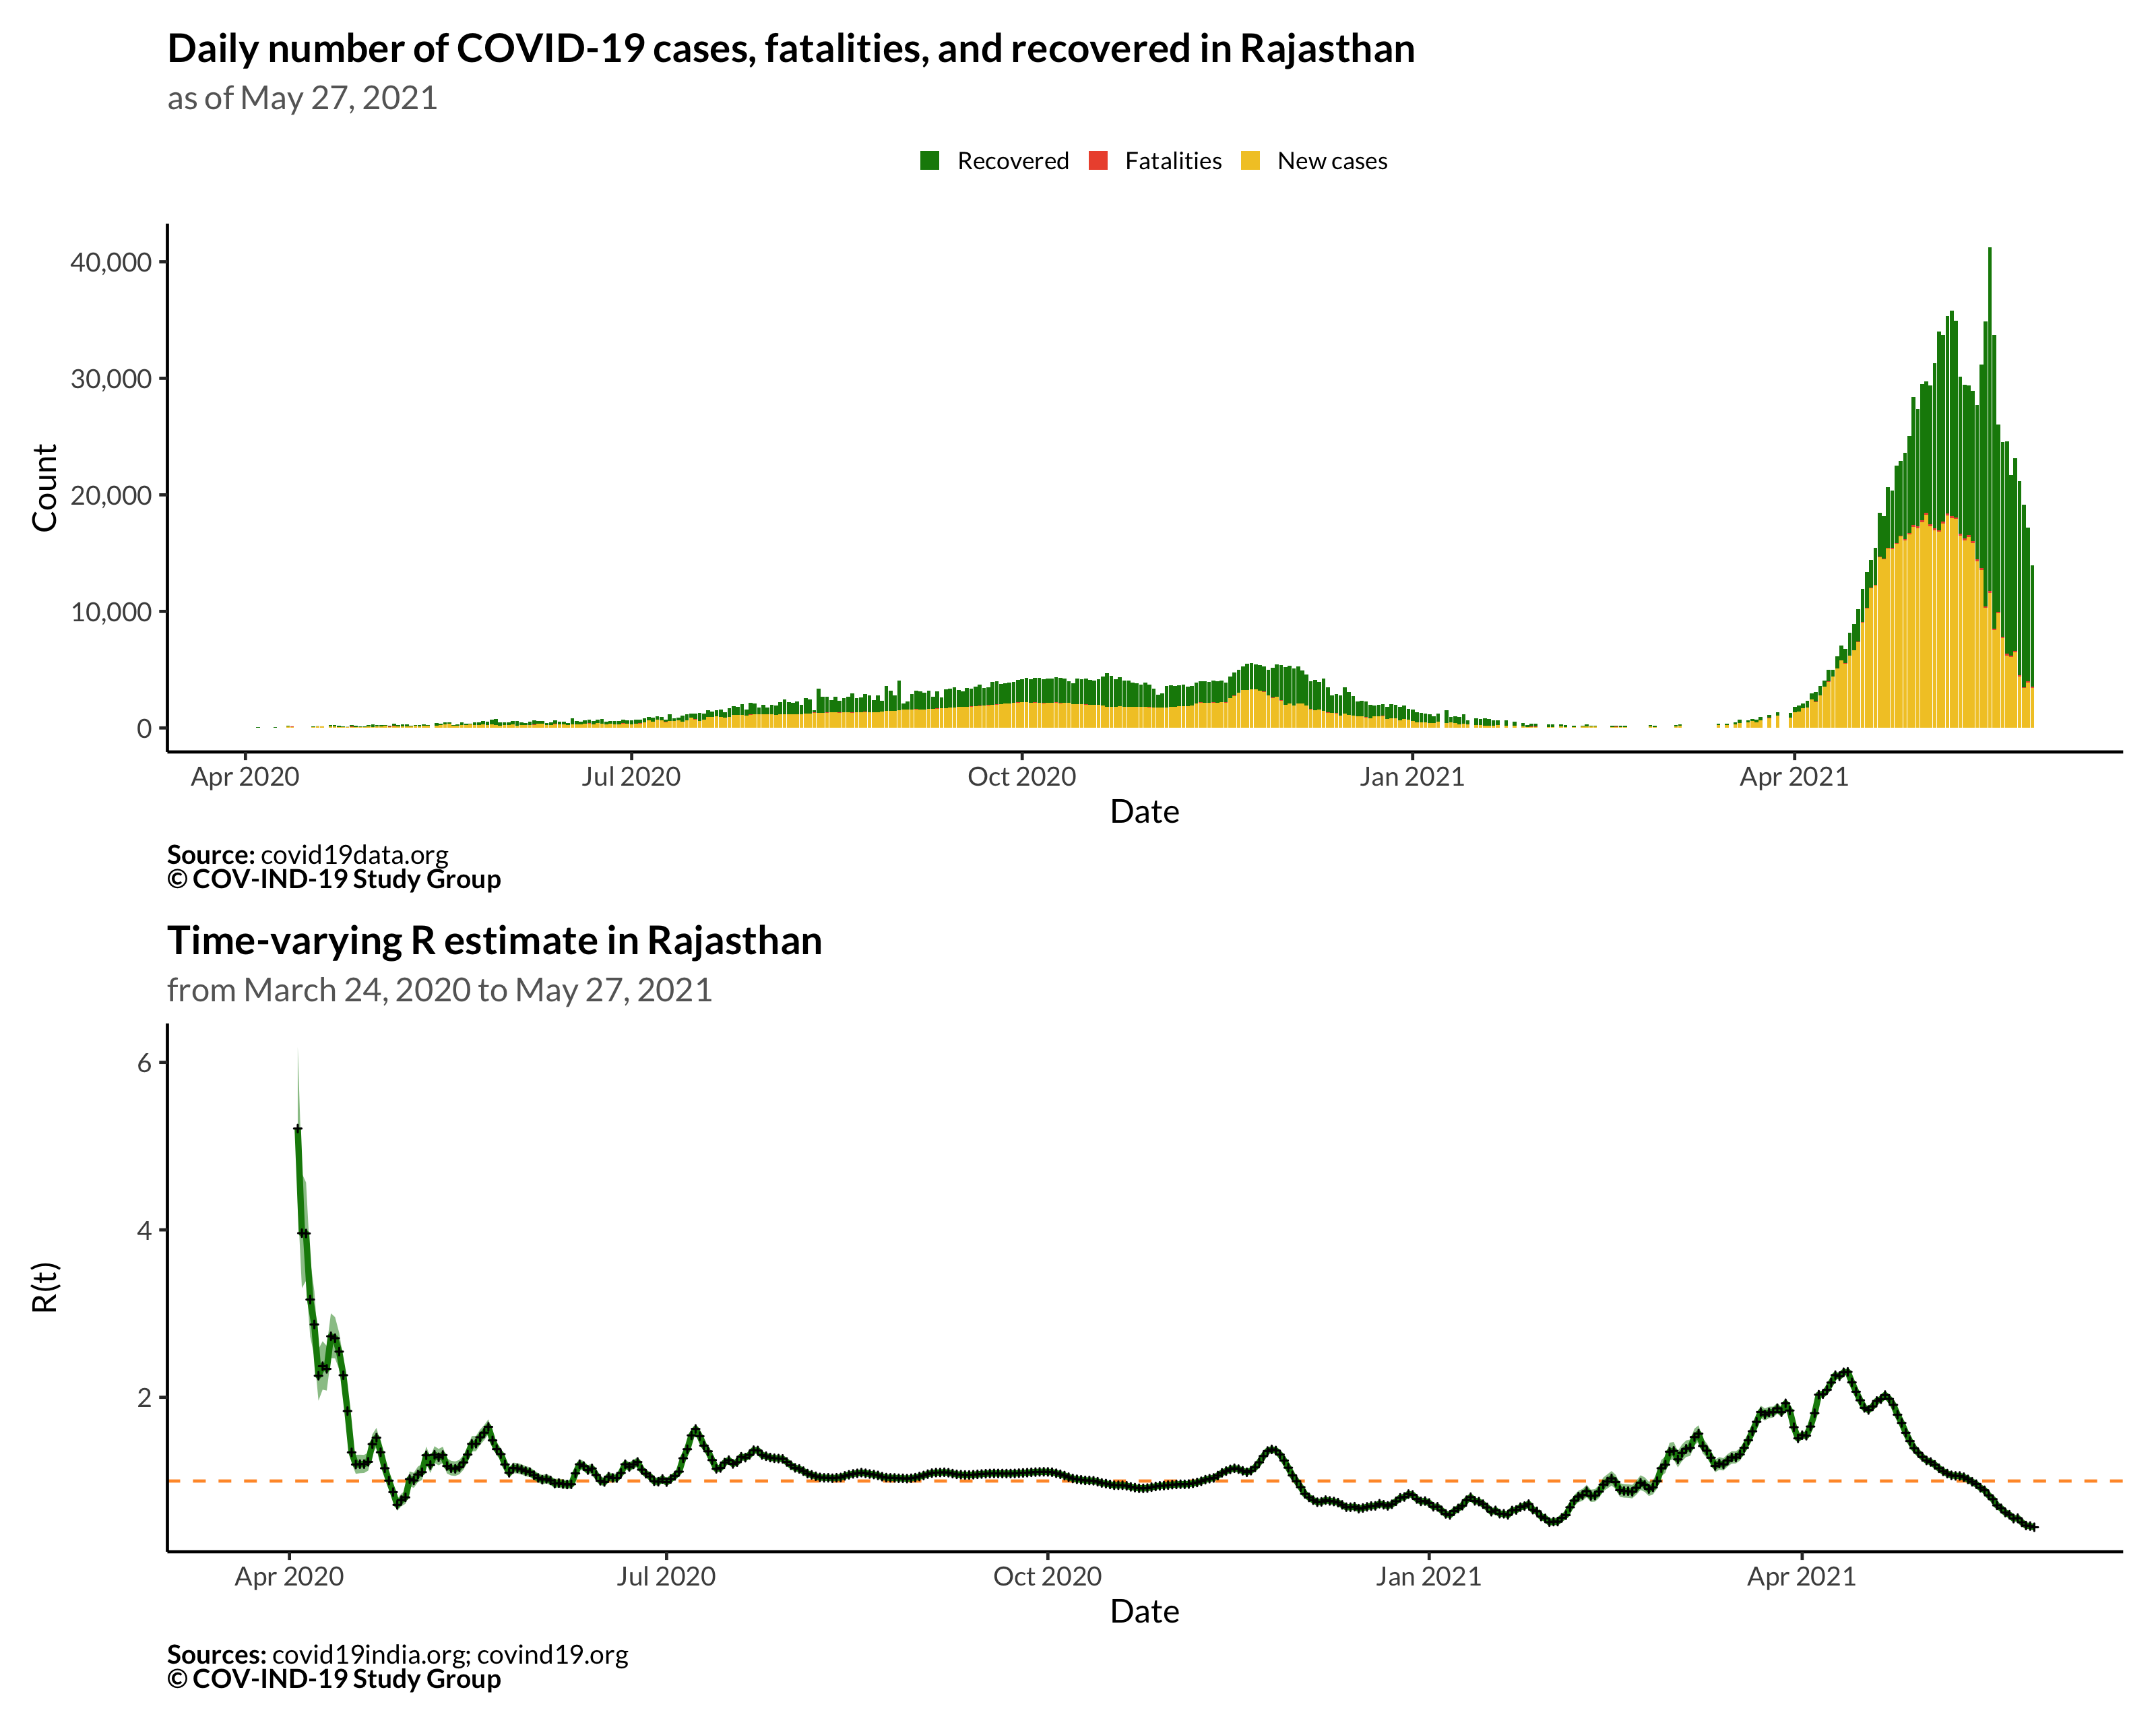 Daily number of COVID-19 cases, fatalities, and recovered in Rajasthan
as of May 27, 2021
Recovered Fatalities New cases
Count
40,000
30,000
20,000
10,000
0
Apr 2020 Jul 2020 Oct 2020 Jan 2021 Apr 2021
Date
Source: covid19data.org
© COV-IND-19 Study Group
Time-varying R estimate in Rajasthan
from March 24, 2020 to May 27, 2021
R(t)
6
4
2
Apr 2020 Jul 2020 Oct 2020 Jan 2021 Apr 2021
Date
Sources: covid19india.org; covind19.org
© COV-IND-19 Study Group